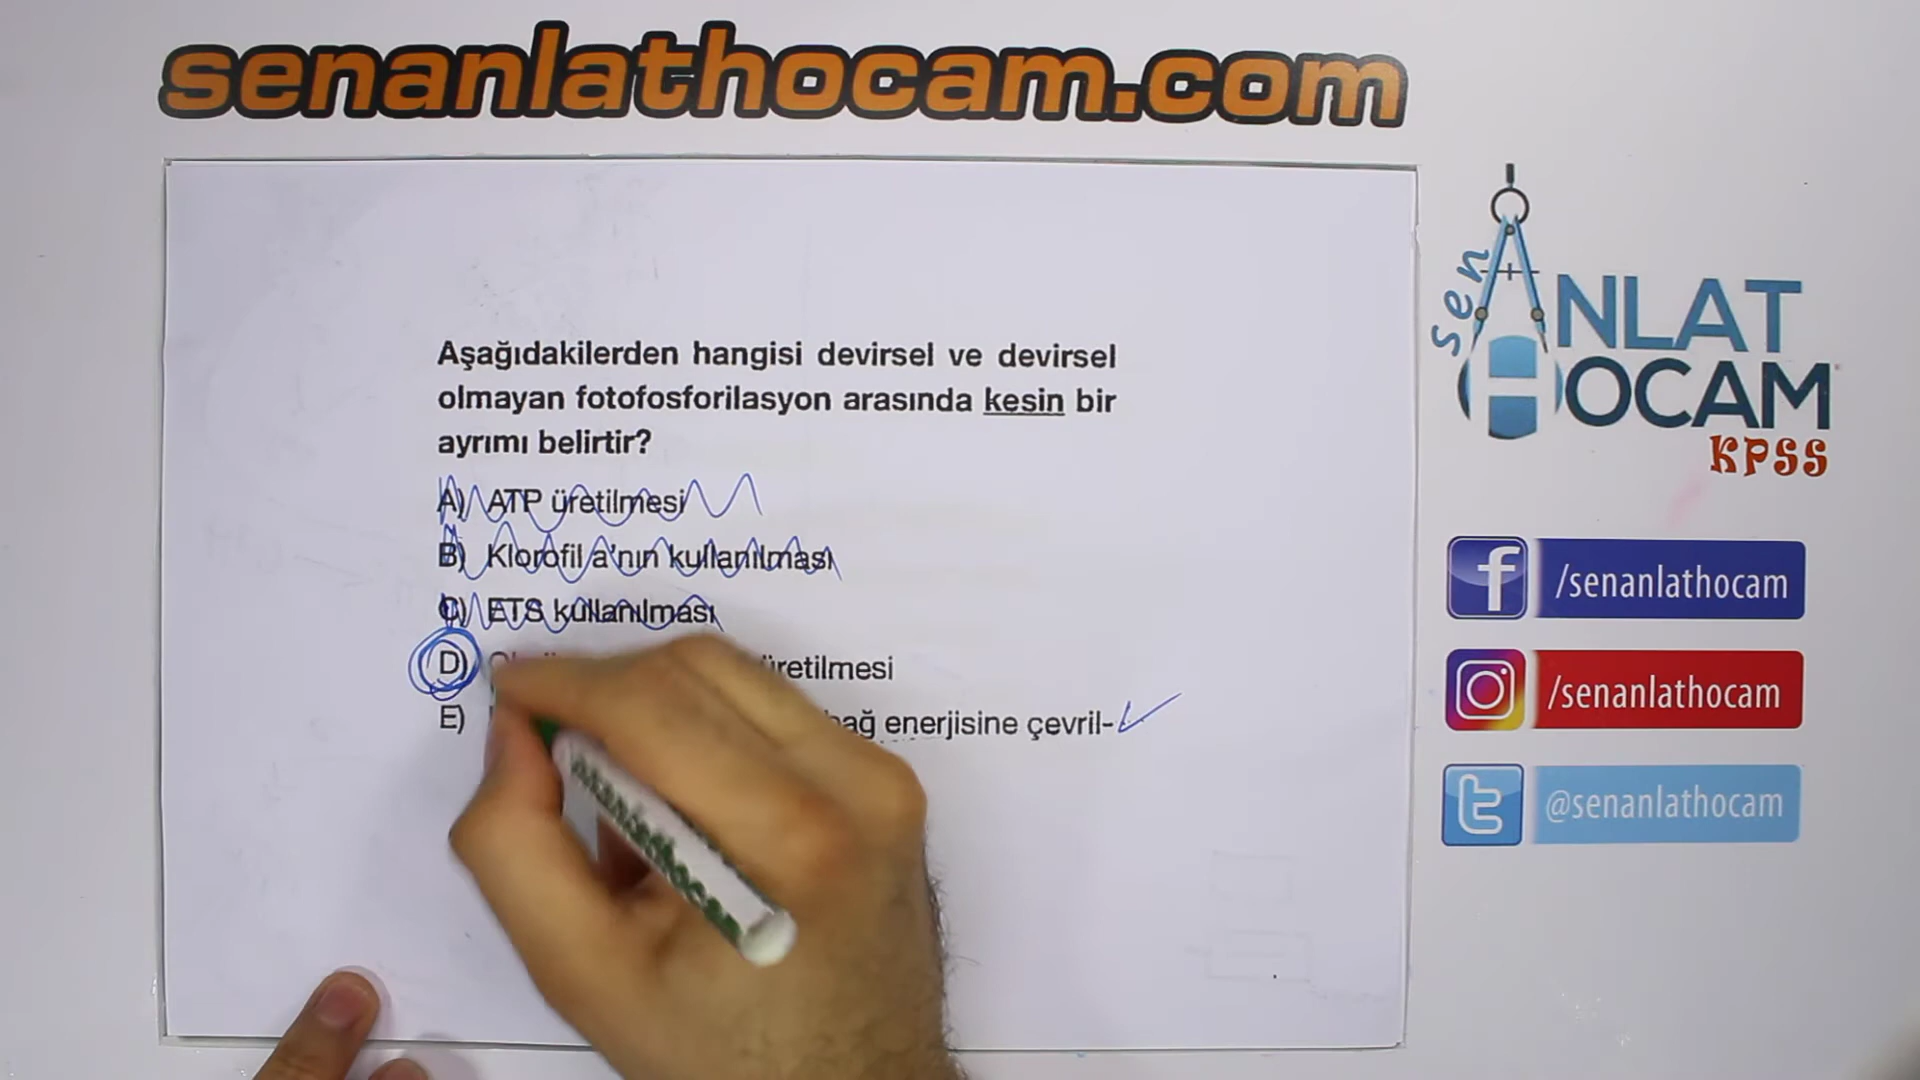 senanlathocam.com
Aşağıdakilerden hangisi devirsel ve devirsel
olmayan fotofosforilasyon arasında kesin bir
ayrımı belirtir?
A) ATP üretilmesi
B) Klorofil a'nın kullanılması
C) ETS kullanılması
D) üretilmesi
E) bağ enerjisine çevril-
sen
ANLAT
HOCAM
KPSS
/senanlathocam
/senanlathocam
@senanlathocam